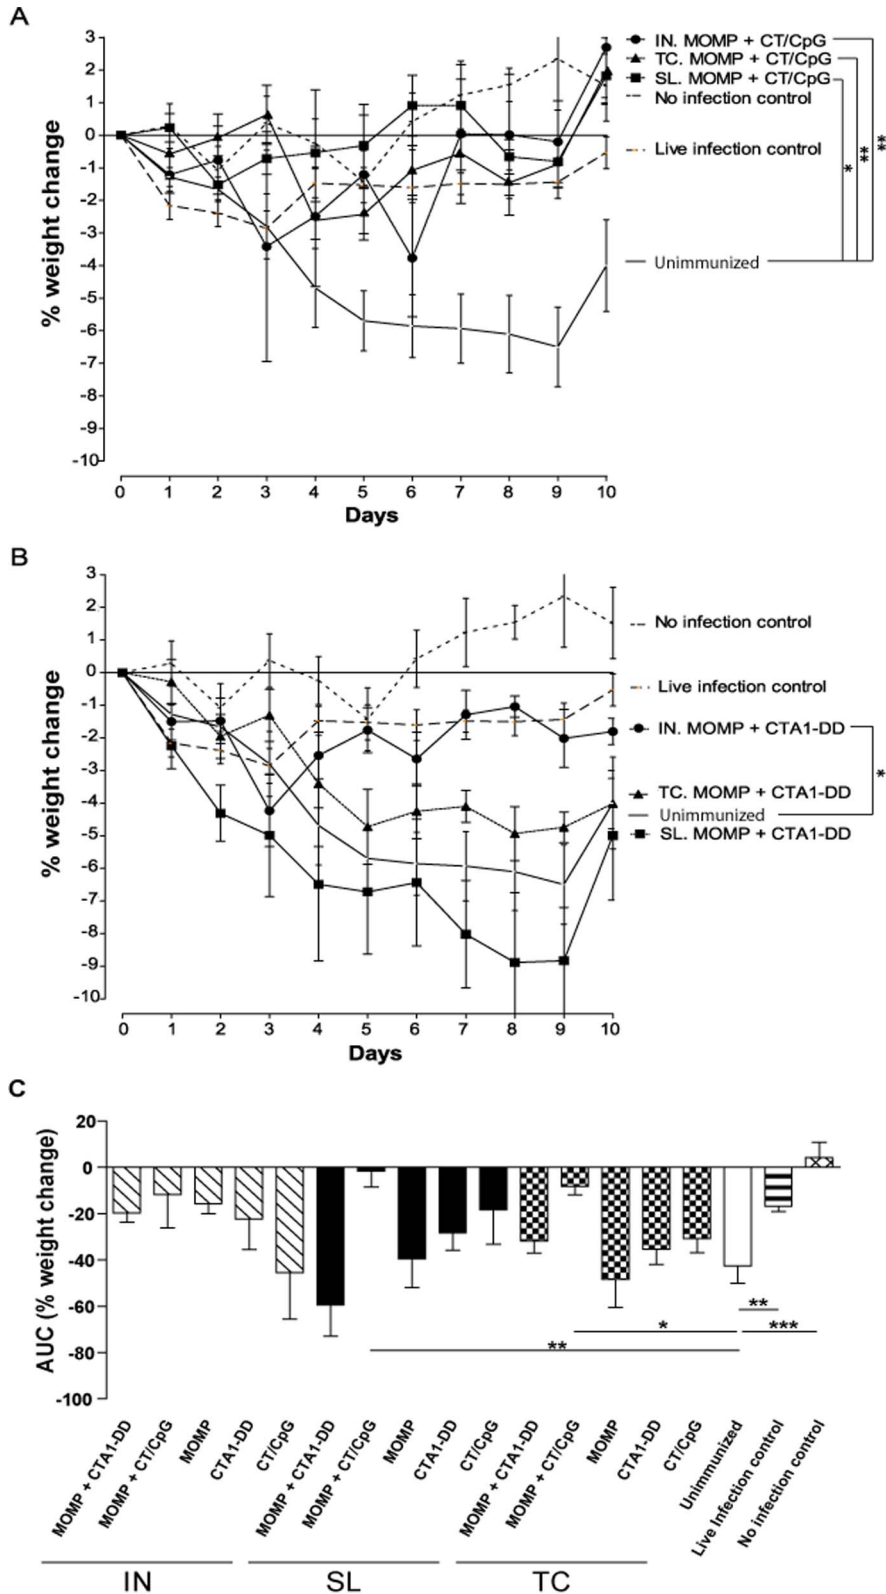 A
% weight change
3
2
1
0
-1
-2
-3
-4
-5
-6
-7
-8
-9
-10
0 1 2 3 4 5 6 7 8 9 10
Days
IN. MOMP + CT/CpG
TC. MOMP + CT/CpG
SL. MOMP + CT/CpG
No infection control
Live infection control
Unimmunized
*
**
**
B
% weight change
3
2
1
0
-1
-2
-3
-4
-5
-6
-7
-8
-9
-10
0 1 2 3 4 5 6 7 8 9 10
Days
No infection control
Live infection control
IN. MOMP + CTA1-DD
TC. MOMP + CTA1-DD
Unimmunized
SL. MOMP + CTA1-DD
*
C
AUC (% weight change)
20
0
-20
-40
-60
-80
-100
**
* ***
**
MOMP + CTA1-DD
MOMP + CT/CpG
MOMP
CTA1-DD
CT/CpG
MOMP + CTA1-DD
MOMP + CT/CpG
MOMP
CTA1-DD
CT/CpG
MOMP + CTA1-DD
MOMP + CT/CpG
MOMP
CTA1-DD
CT/CpG
Unimmunized
Live Infection control
No infection control
IN SL TC